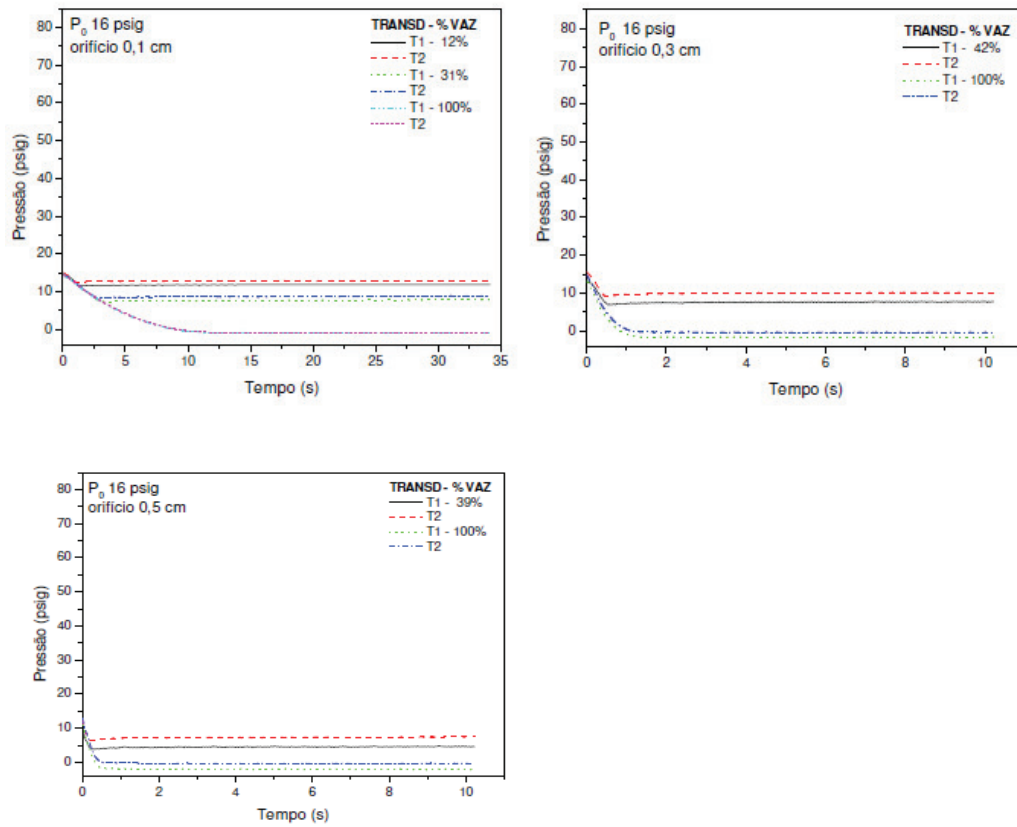 P₀ 16 psig
orifício 0,1 cm
TRANSD - % VAZ
T1 - 12%
T2
T1 - 31%
T2
T1 - 100%
T2
Pressão (psig)
80
70
60
50
40
30
20
10
0
0 5 10 15 20 25 30 35
Tempo (s)
P₀ 16 psig
orifício 0,3 cm
TRANSD - % VAZ
T1 - 42%
T2
T1 - 100%
T2
Pressão (psig)
80
70
60
50
40
30
20
10
0
0 2 4 6 8 10
Tempo (s)
P₀ 16 psig
orifício 0,5 cm
TRANSD - % VAZ
T1 - 39%
T2
T1 - 100%
T2
Pressão (psig)
80
70
60
50
40
30
20
10
0
0 2 4 6 8 10
Tempo (s)